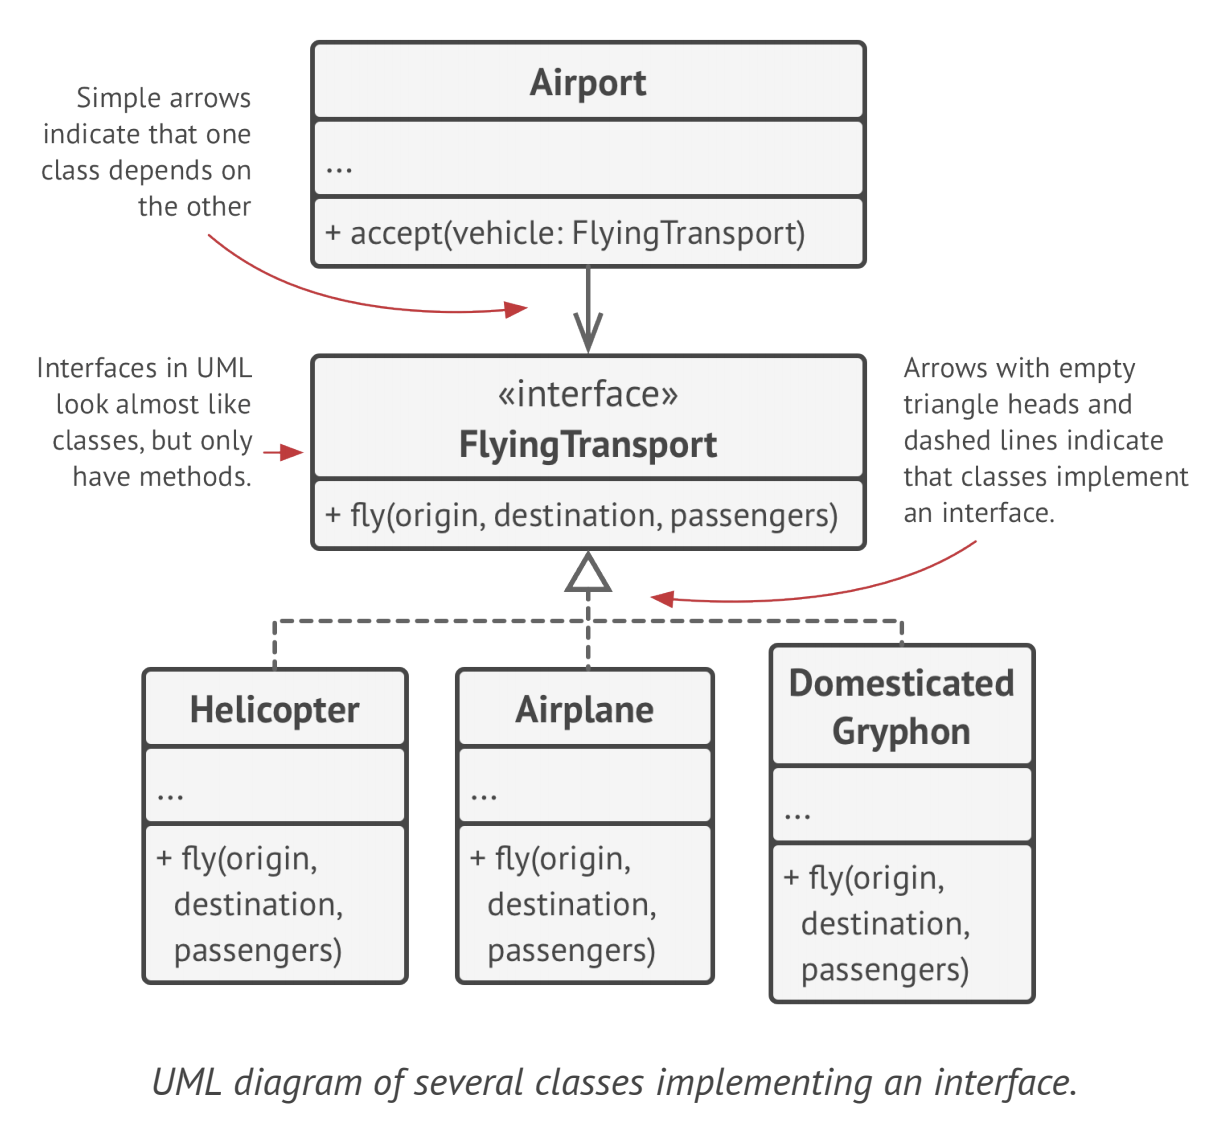 Airport
...
+ accept(vehicle: FlyingTransport)
Simple arrows
indicate that one
class depends on
the other
Interfaces in UML
look almost like
classes, but only
have methods.
«interface»
FlyingTransport
+ fly(origin, destination, passengers)
Arrows with empty
triangle heads and
dashed lines indicate
that classes implement
an interface.
Helicopter
...
+ fly(origin,
destination,
passengers)
Airplane
...
+ fly(origin,
destination,
passengers)
Domesticated
Gryphon
...
+ fly(origin,
destination,
passengers)
UML diagram of several classes implementing an interface.